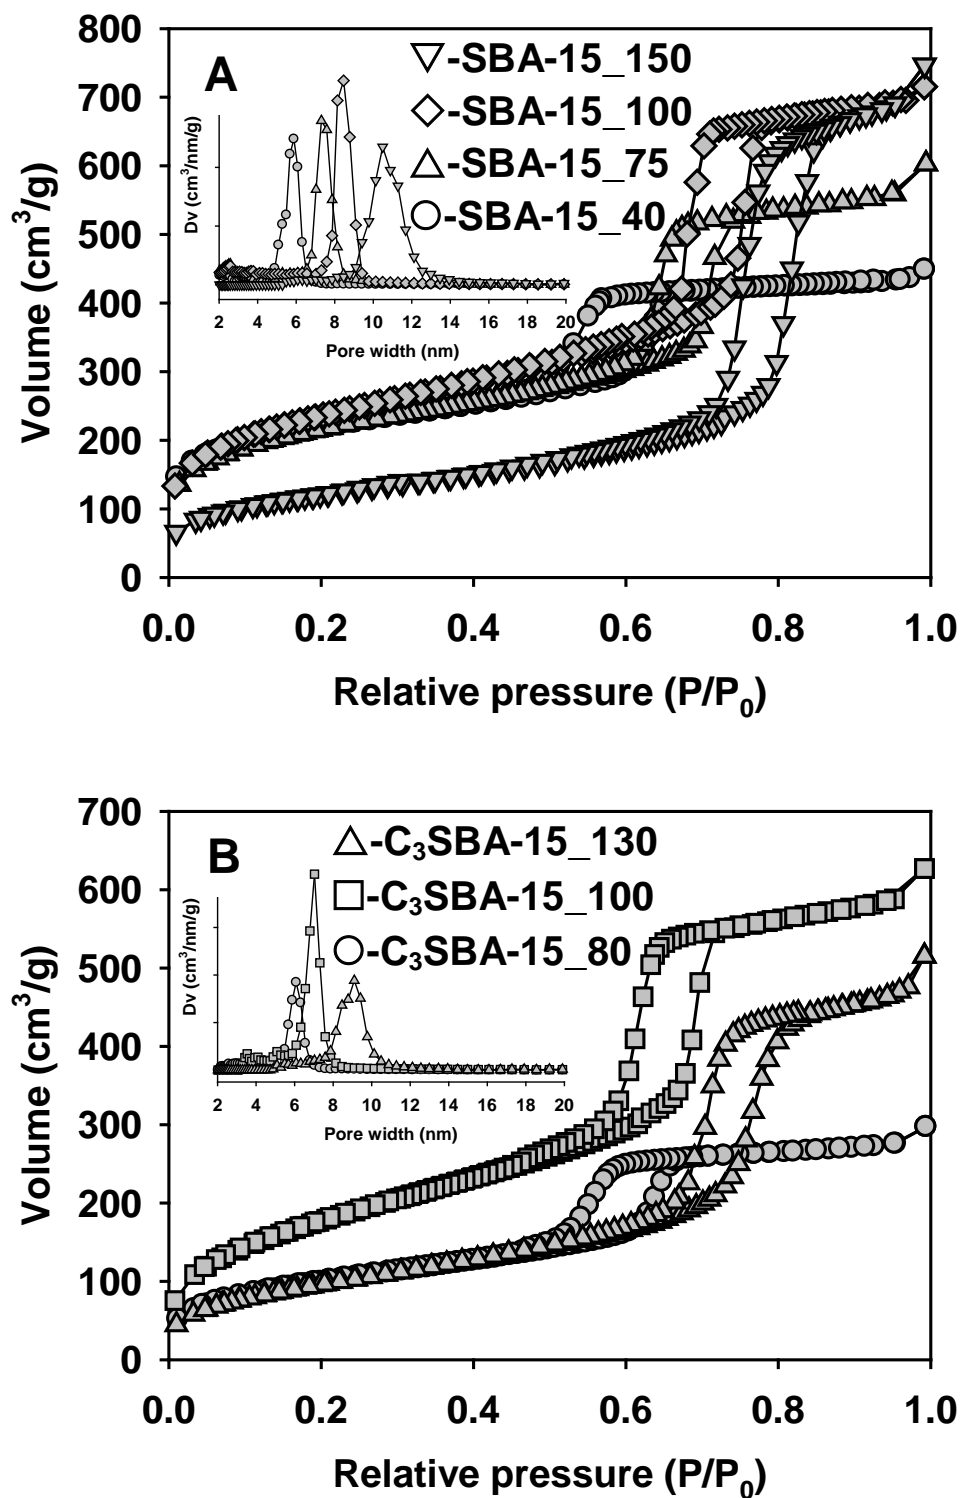 800
700
600
500
400
300
200
100
0
Volume (cm³/g)
A
-SBA-15_150
-SBA-15_100
-SBA-15_75
-SBA-15_40
Dv (cm³/nm/g)
2 4 6 8 10 12 14 16 18 20
Pore width (nm)
0.0 0.2 0.4 0.6 0.8 1.0
Relative pressure (P/P₀)
700
600
500
400
300
200
100
0
Volume (cm³/g)
B
-C₃SBA-15_130
-C₃SBA-15_100
-C₃SBA-15_80
Dv (cm³/nm/g)
2 4 6 8 10 12 14 16 18 20
Pore width (nm)
0.0 0.2 0.4 0.6 0.8 1.0
Relative pressure (P/P₀)